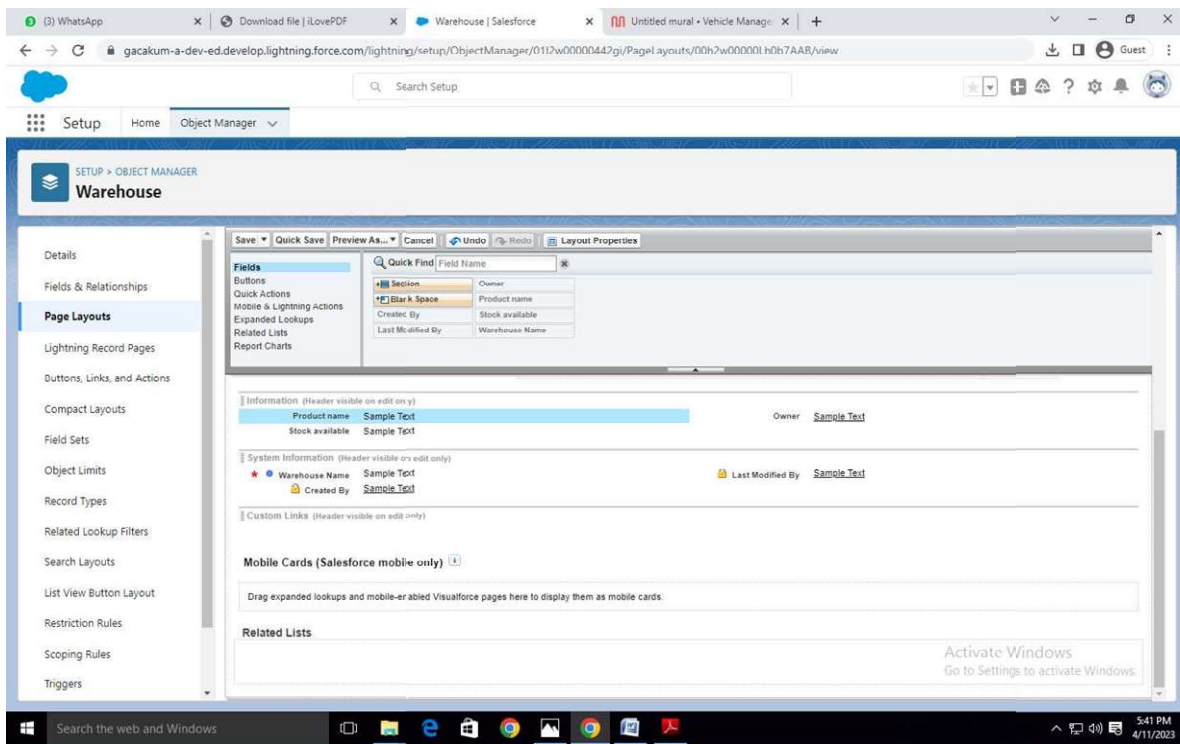 (3) WhatsApp
Download file | iLovePDF
Warehouse | Salesforce
Untitled mural • Vehicle Manage
gacakum-a-dev-ed.develop.lightning.force.com/lightning/setup/ObjectManager/
Guest
Search Setup
Setup
Home
Object Manager
SETUP > OBJECT MANAGER
Warehouse
Details
Fields & Relationships
Page Layouts
Lightning Record Pages
Buttons, Links, and Actions
Compact Layouts
Field Sets
Object Limits
Record Types
Related Lookup Filters
Search Layouts
List View Button Layout
Restriction Rules
Scoping Rules
Triggers
Save Quick Save Preview As... Cancel Undo Redo Layout Properties
Fields
Buttons
Quick Actions
Mobile & Lightning Actions
Expanded Lookups
Related Lists
Report Charts
Quick Find Field Name
Section Owner
Blank Space Product name
Created By Stock available
Last Modified By Warehouse Name
Information (Header visible on edit only)
Product name Sample Text Owner Sample Text
Stock available Sample Text
System Information (Header visible on edit only)
* Warehouse Name Sample Text Last Modified By Sample Text
Created By Sample Text
Custom Links (Header visible on edit only)
Mobile Cards (Salesforce mobile only) i
Drag expanded lookups and mobile-enabled Visualforce pages here to display them as mobile cards.
Related Lists
Activate Windows
Go to Settings to activate Windows.
Search the web and Windows
5:41 PM
4/11/2023